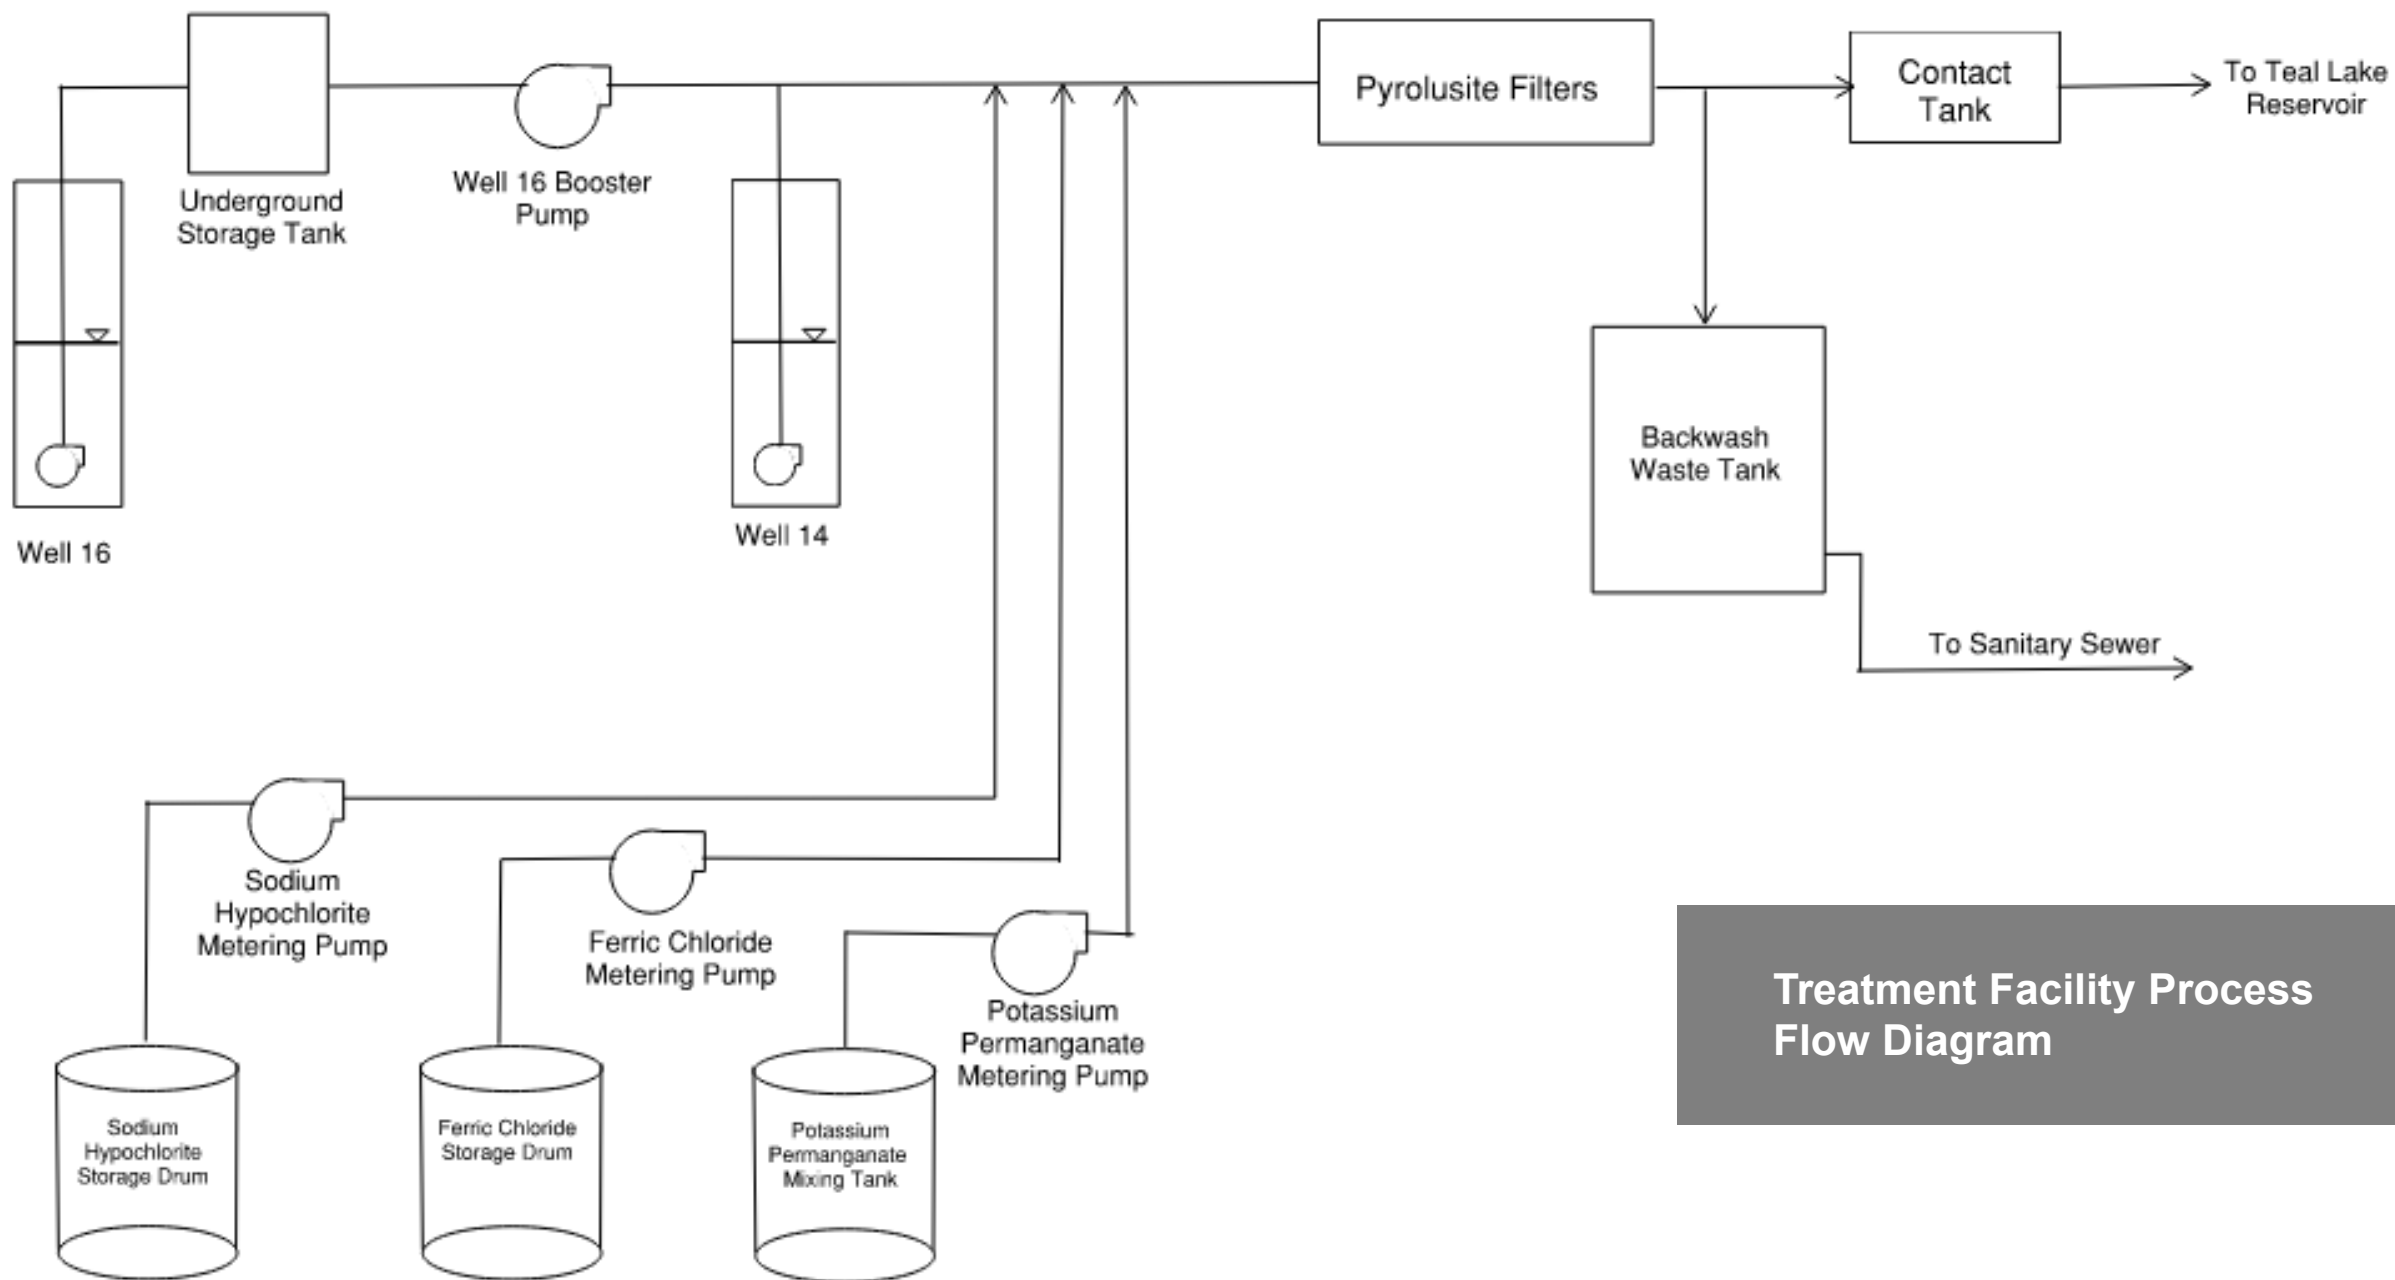 Pyrolusite Filters
Contact
Tank
To Teal Lake
Reservoir
Underground
Storage Tank
Well 16 Booster
Pump
Well 16
Well 14
Backwash
Waste Tank
To Sanitary Sewer
Sodium
Hypochlorite
Metering Pump
Ferric Chloride
Metering Pump
Potassium
Permanganate
Metering Pump
Sodium
Hypochlorite
Storage Drum
Ferric Chloride
Storage Drum
Potassium
Permanganate
Mixing Tank
Treatment Facility Process
Flow Diagram